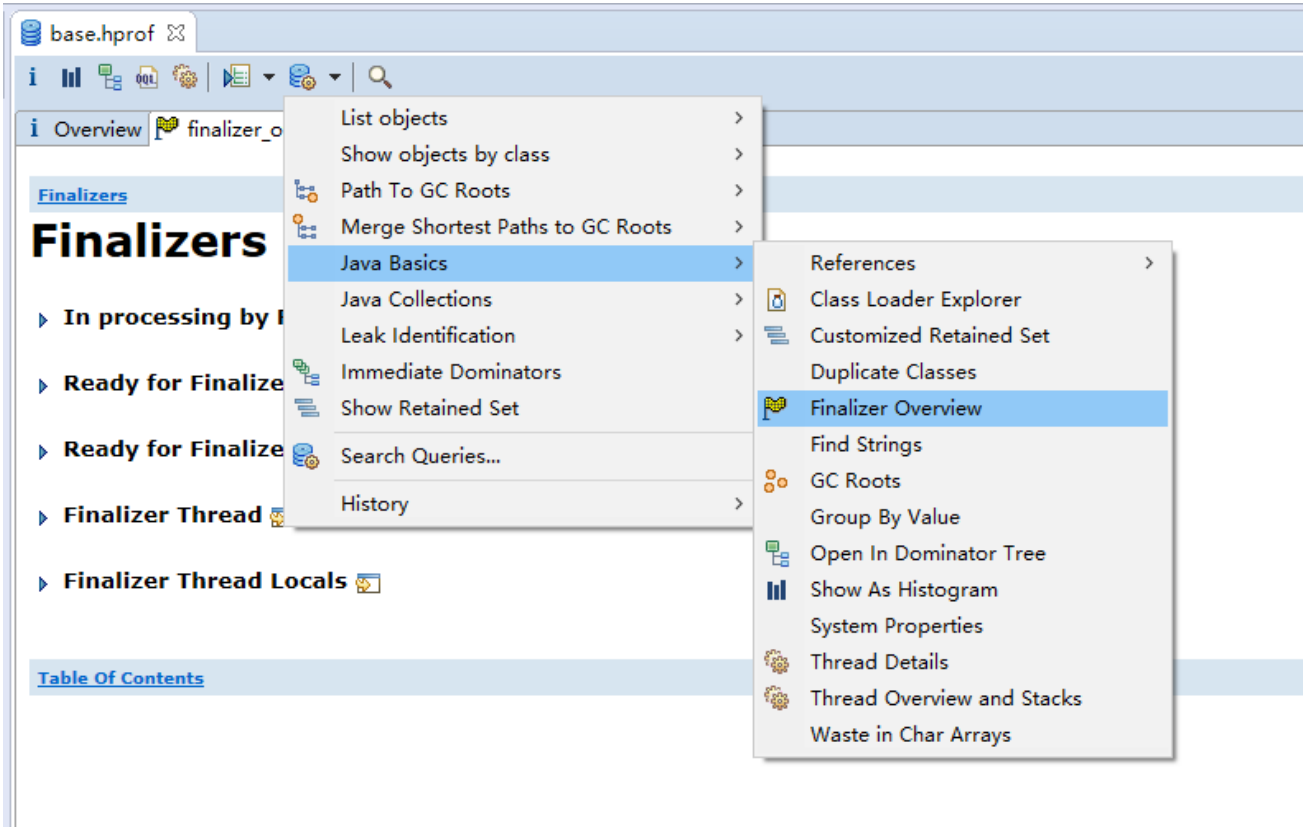 base.hprof
i OQL
i Overview finalizer_o
Finalizers
Finalizers
In processing by
Ready for Finalize
Ready for Finalize
Finalizer Thread
Finalizer Thread Locals
Table Of Contents
List objects
Show objects by class
Path To GC Roots
Merge Shortest Paths to GC Roots
Java Basics
Java Collections
Leak Identification
Immediate Dominators
Show Retained Set
Search Queries...
History
References
Class Loader Explorer
Customized Retained Set
Duplicate Classes
Finalizer Overview
Find Strings
GC Roots
Group By Value
Open In Dominator Tree
Show As Histogram
System Properties
Thread Details
Thread Overview and Stacks
Waste in Char Arrays